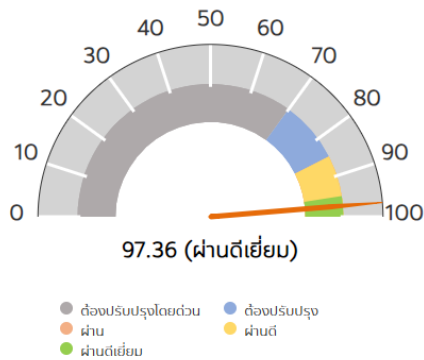 50
40
60
30
70
20
80
10
90
0
100
97.36 (ผ่านดีเยี่ยม)
ต้องปรับปรุงโดยด่วน
ต้องปรับปรุง
ผ่าน
ผ่านดี
ผ่านดีเยี่ยม